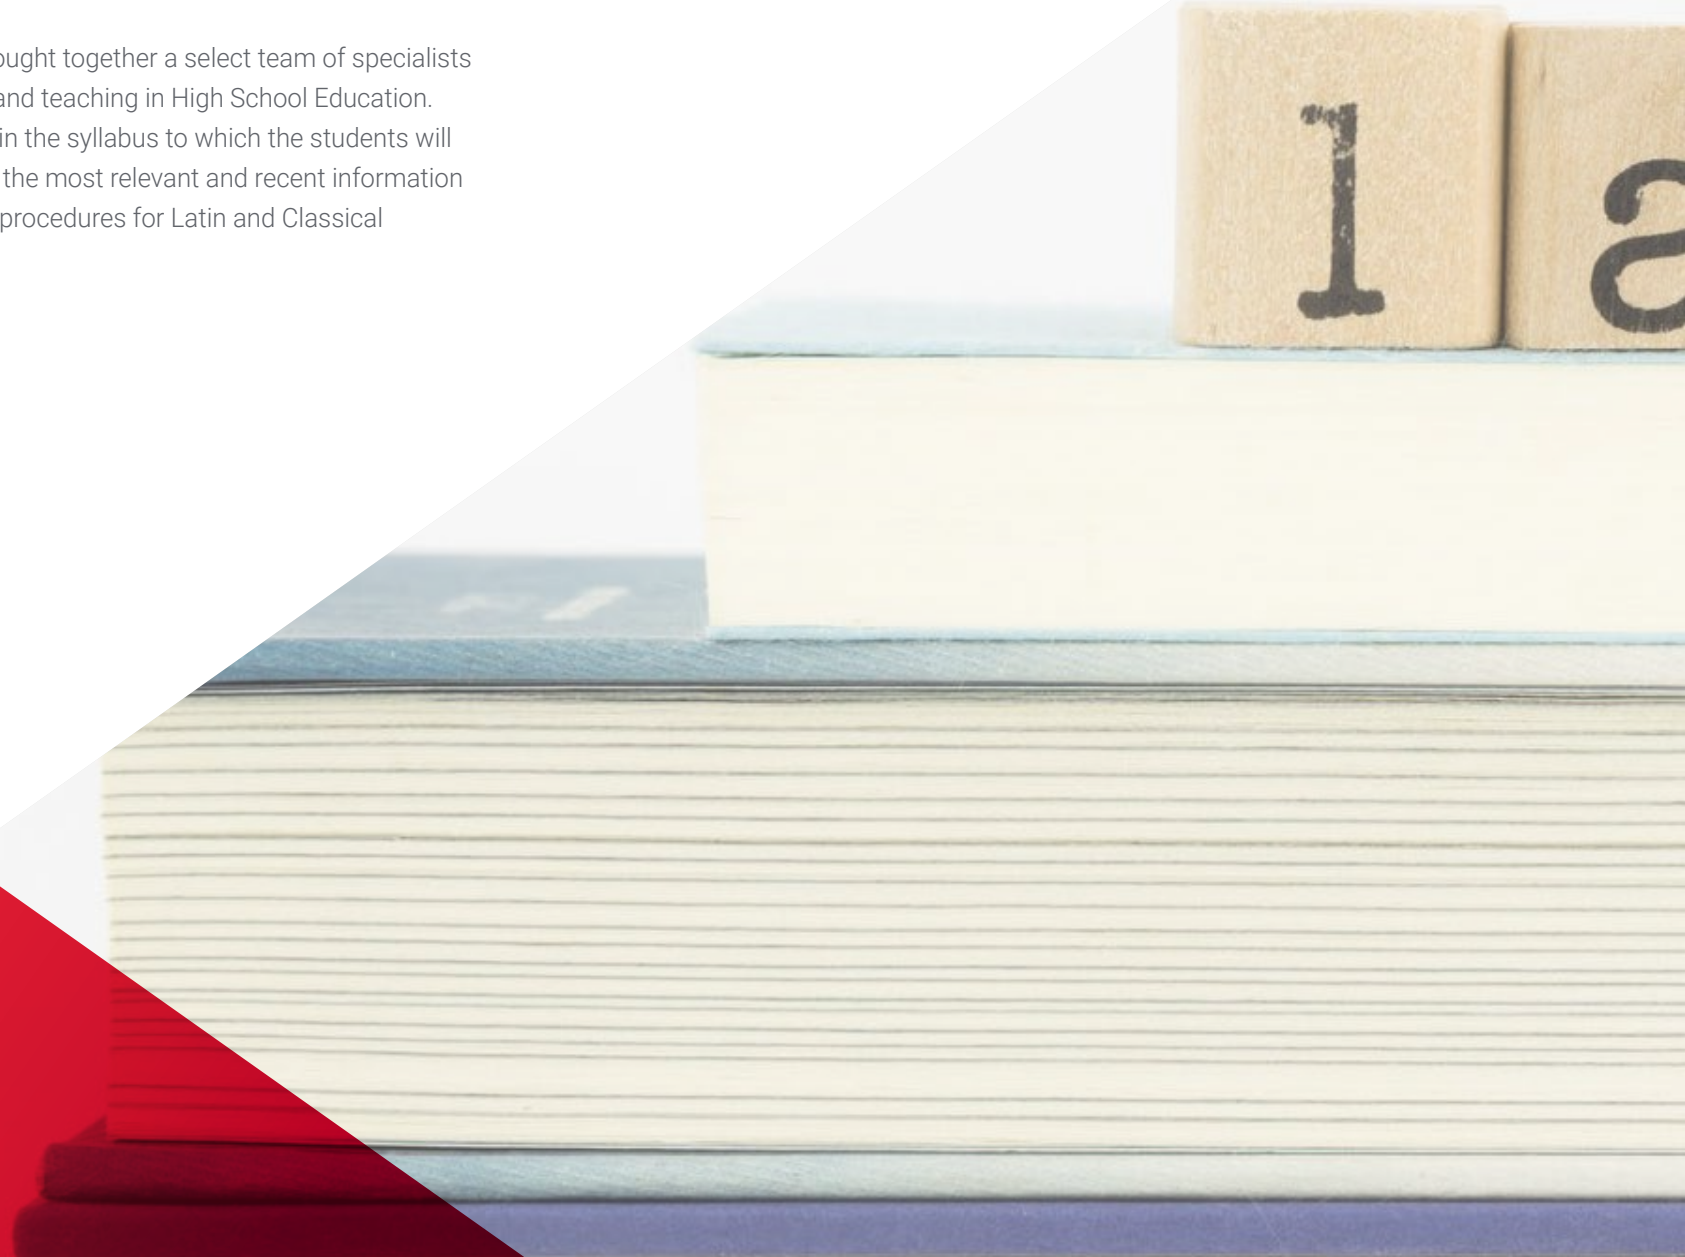 ought together a select team of specialists
and teaching in High School Education.
in the syllabus to which the students will
the most relevant and recent information
procedures for Latin and Classical
l a